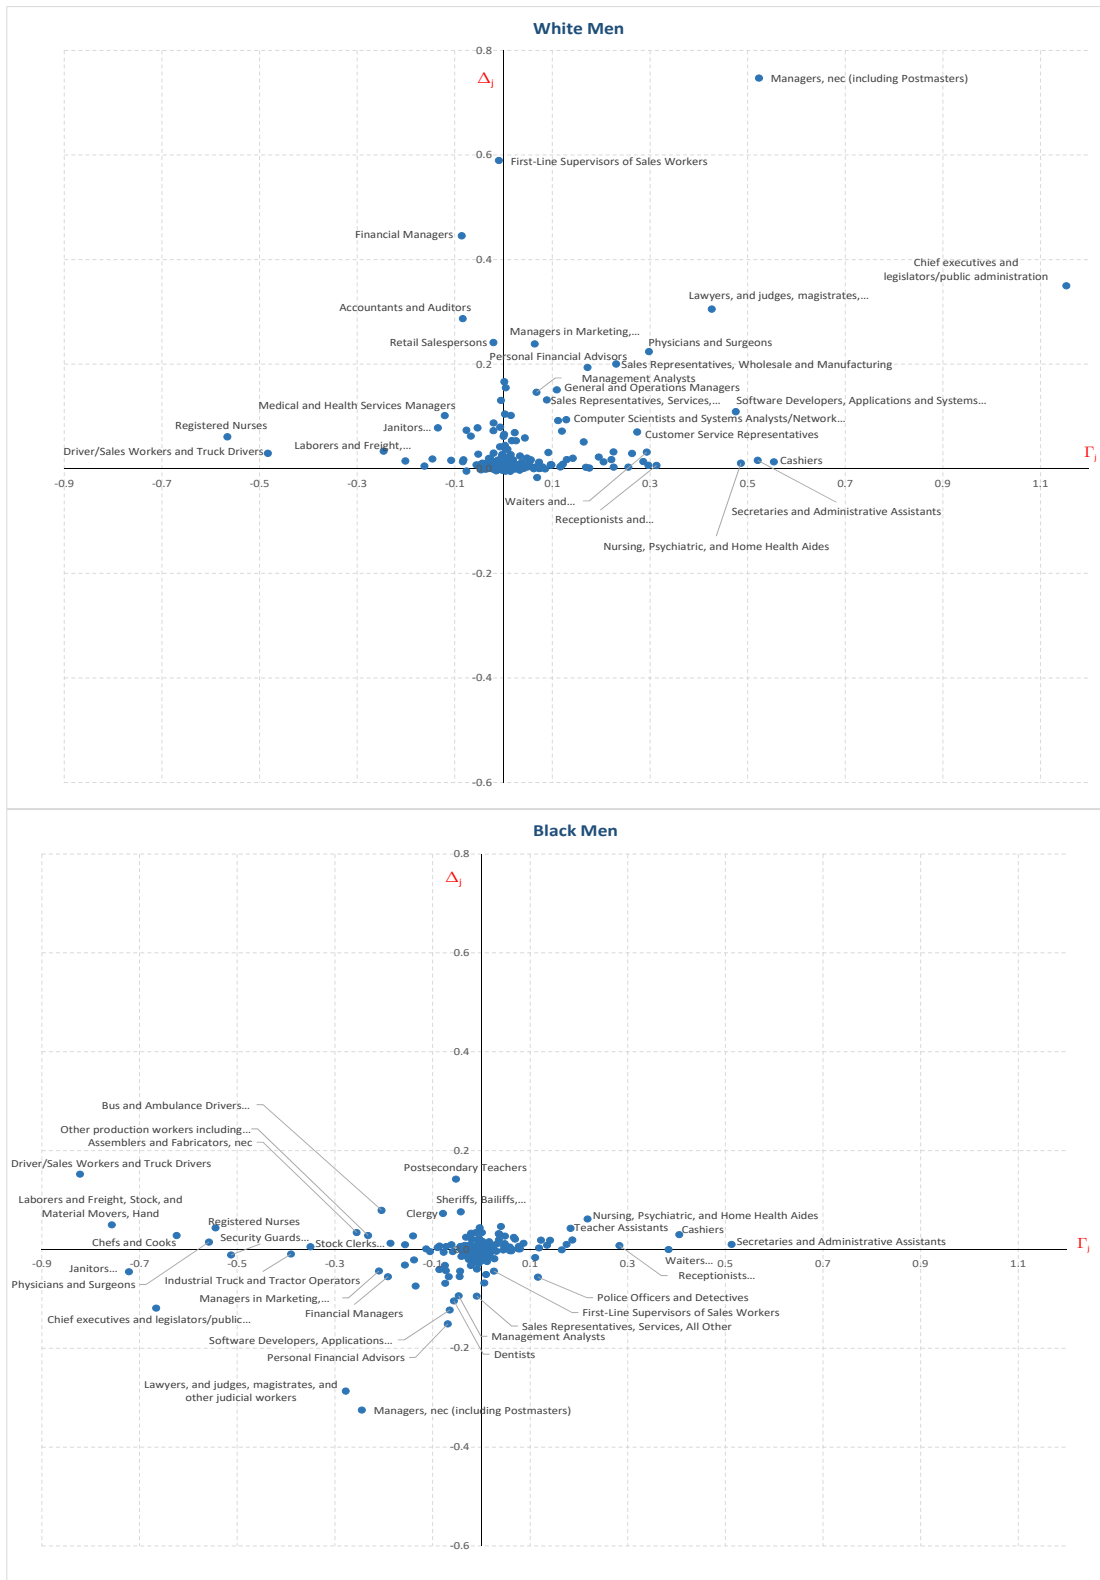 White Men
0.8
Δj
Managers, nec (including Postmasters)
0.6
First-Line Supervisors of Sales Workers
Financial Managers
0.4
Chief executives and
legislators/public administration
Lawyers, and judges, magistrates,...
Accountants and Auditors
Managers in Marketing,...
Retail Salespersons
Physicians and Surgeons
Personal Financial Advisors
0.2
Sales Representatives, Wholesale and Manufacturing
Management Analysts
General and Operations Managers
Sales Representatives, Services,...
Software Developers, Applications and Systems...
Medical and Health Services Managers
Computer Scientists and Systems Analysts/Network...
Registered Nurses
Janitors...
Customer Service Representatives
Laborers and Freight,...
Driver/Sales Workers and Truck Drivers
Cashiers
0.0
Γj
-0.9
-0.7
-0.5
-0.3
-0.1
0.1
0.3
0.5
0.7
0.9
1.1
Waiters and...
Receptionists and...
Secretaries and Administrative Assistants
Nursing, Psychiatric, and Home Health Aides
-0.2
-0.4
-0.6
Black Men
0.8
Δj
0.6
0.4
Bus and Ambulance Drivers...
Other production workers including...
Assemblers and Fabricators, nec
0.2
Driver/Sales Workers and Truck Drivers
Postsecondary Teachers
Laborers and Freight, Stock, and
Material Movers, Hand
Sheriffs, Bailiffs,...
Clergy
Nursing, Psychiatric, and Home Health Aides
Registered Nurses
Teacher Assistants
Cashiers
Chefs and Cooks
Security Guards...
Stock Clerks...
Secretaries and Administrative Assistants
0.0
Γj
-0.9
-0.7
-0.5
-0.3
-0.1
0.1
0.3
0.5
0.7
0.9
1.1
Janitors...
Waiters...
Receptionists...
Physicians and Surgeons
Industrial Truck and Tractor Operators
Managers in Marketing,...
Police Officers and Detectives
Financial Managers
First-Line Supervisors of Sales Workers
Chief executives and legislators/public...
Sales Representatives, Services, All Other
Software Developers, Applications...
Management Analysts
-0.2
Personal Financial Advisors
Dentists
Lawyers, and judges, magistrates, and
other judicial workers
Managers, nec (including Postmasters)
-0.4
-0.6